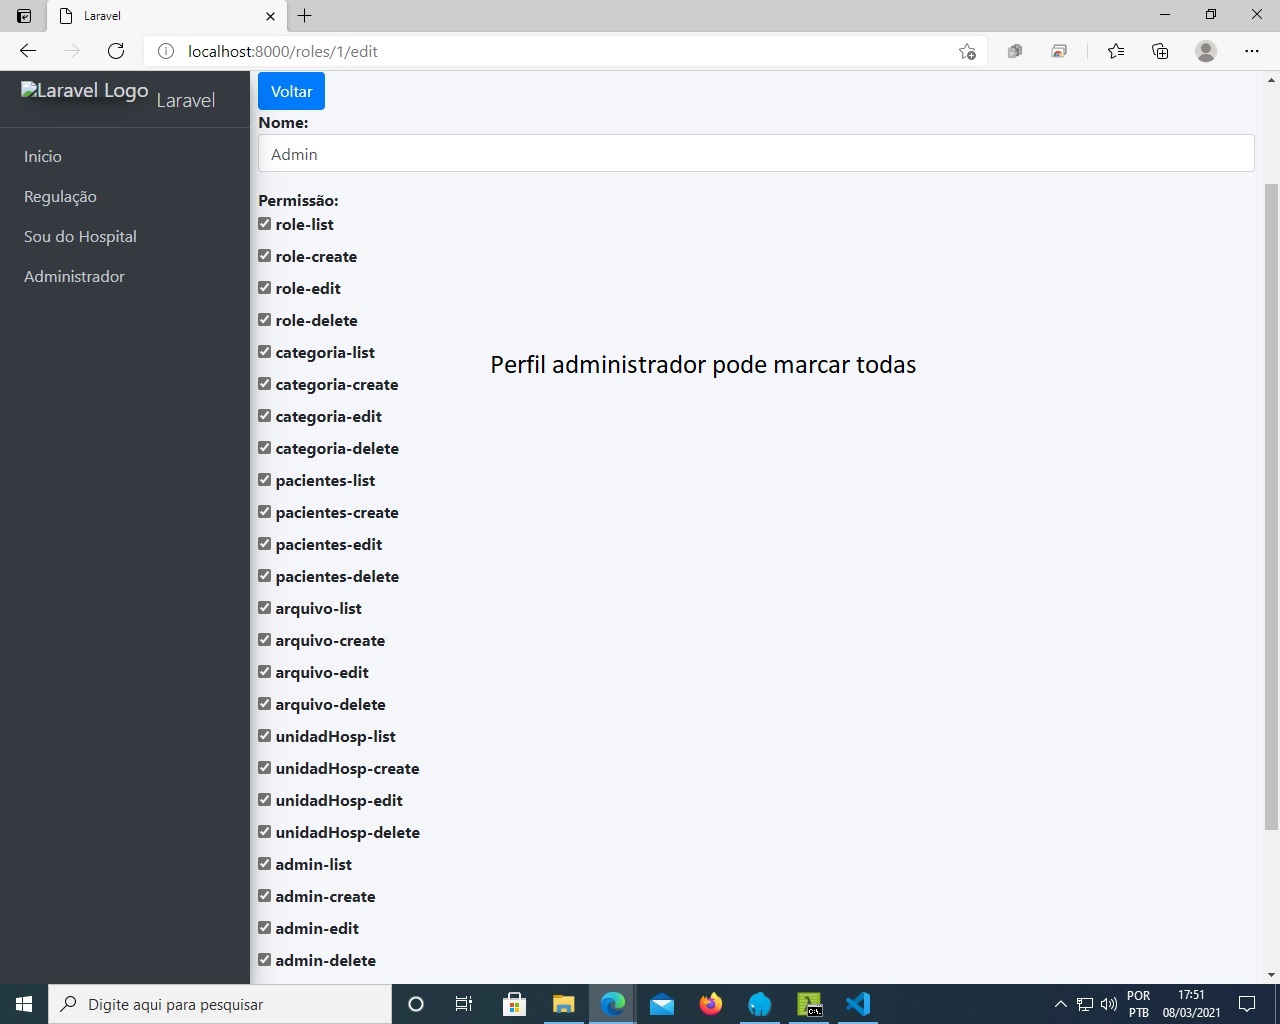 Laravel
localhost:8000/roles/1/edit
Laravel Logo Laravel
Inicio
Regulação
Sou do Hospital
Administrador
Voltar
Nome:
Admin
Permissão:
role-list
role-create
role-edit
role-delete
categoria-list
categoria-create
categoria-edit
categoria-delete
pacientes-list
pacientes-create
pacientes-edit
pacientes-delete
arquivo-list
arquivo-create
arquivo-edit
arquivo-delete
unidadHosp-list
unidadHosp-create
unidadHosp-edit
unidadHosp-delete
admin-list
admin-create
admin-edit
admin-delete
Perfil administrador pode marcar todas
Digite aqui para pesquisar
C:\.
POR
PTB
17:51
08/03/2021